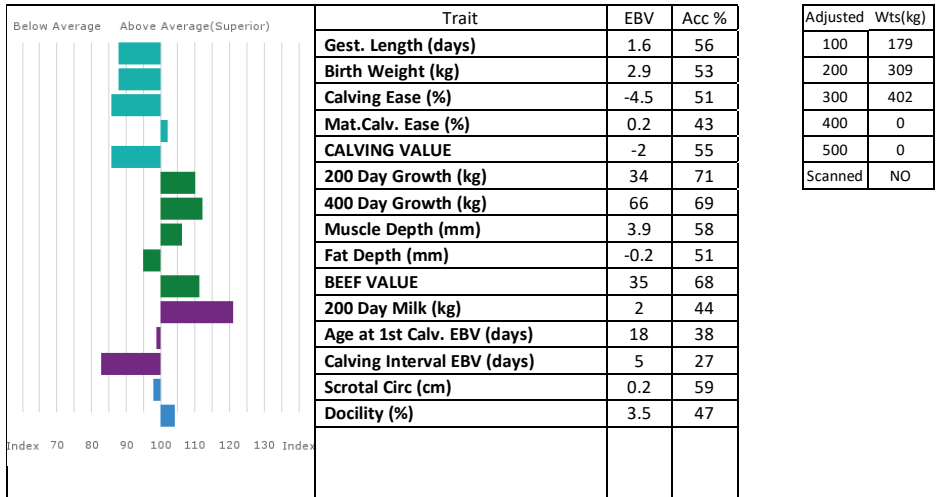 Below Average Above Average(Superior)
Trait EBV Acc %
Gest. Length (days) 1.6 56
Birth Weight (kg) 2.9 53
Calving Ease (%) -4.5 51
Mat.Calv. Ease (%) 0.2 43
CALVING VALUE -2 55
200 Day Growth (kg) 34 71
400 Day Growth (kg) 66 69
Muscle Depth (mm) 3.9 58
Fat Depth (mm) -0.2 51
BEEF VALUE 35 68
200 Day Milk (kg) 2 44
Age at 1st Calv. EBV (days) 18 38
Calving Interval EBV (days) 5 27
Scrotal Circ (cm) 0.2 59
Docility (%) 3.5 47
Index 70 80 90 100 110 120 130 Index
Adjusted Wts(kg)
100 179
200 309
300 402
400 0
500 0
Scanned NO